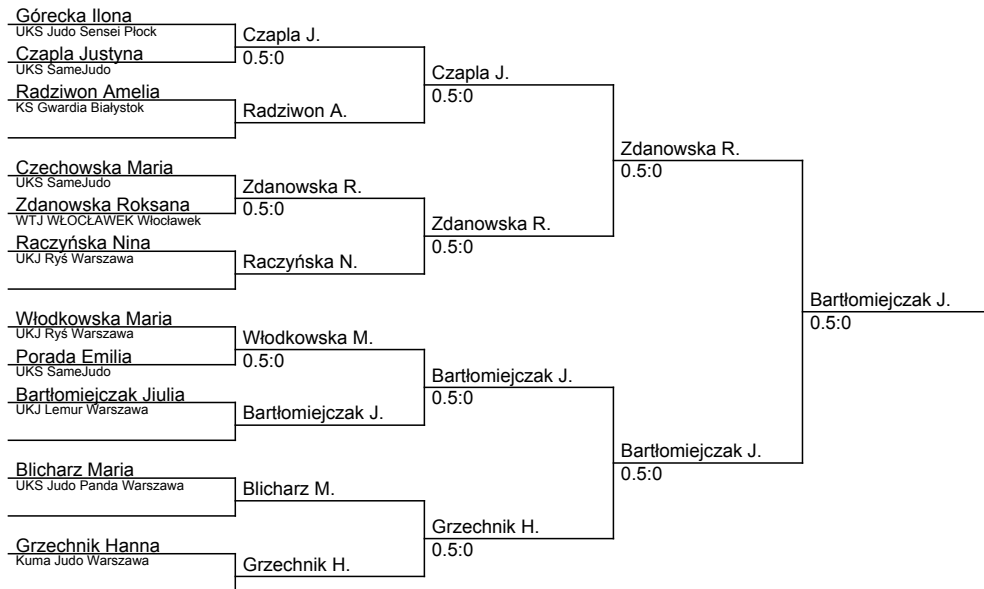 Górecka Ilona
UKS Judo Sensei Płock
Czapla Justyna
UKS SameJudo
Radziwon Amelia
KS Gwardia Białystok
Czechowska Maria
UKS SameJudo
Zdanowska Roksana
WTJ WŁOCŁAWEK Włocławek
Raczyńska Nina
UKJ Ryś Warszawa
Włodkowska Maria
UKJ Ryś Warszawa
Porada Emilia
UKS SameJudo
Bartłomiejczak Jiulia
UKJ Lemur Warszawa
Blicharz Maria
UKS Judo Panda Warszawa
Grzechnik Hanna
Kuma Judo Warszawa
Czapla J.
0.5:0
Radziwon A.
Zdanowska R.
0.5:0
Raczyńska N.
Włodkowska M.
0.5:0
Bartłomiejczak J.
Blicharz M.
Grzechnik H.
Czapla J.
0.5:0
Zdanowska R.
0.5:0
Bartłomiejczak J.
0.5:0
Grzechnik H.
0.5:0
Zdanowska R.
0.5:0
Bartłomiejczak J.
0.5:0
Bartłomiejczak J.
0.5:0